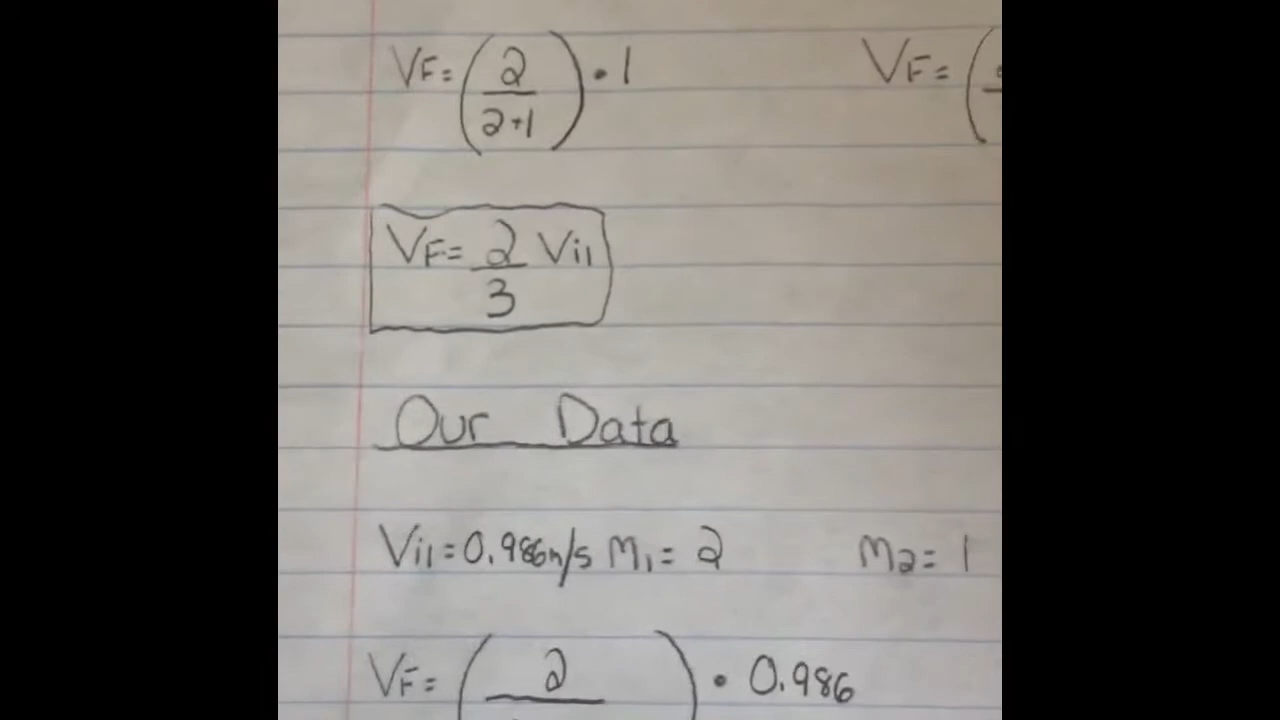 VF= (2/2+1) • 1 VF= (
VF= 2/3 Vi1
Our Data
Vi1=0.986m/s M1= 2 M2= 1
VF= (2/ ) • 0.986